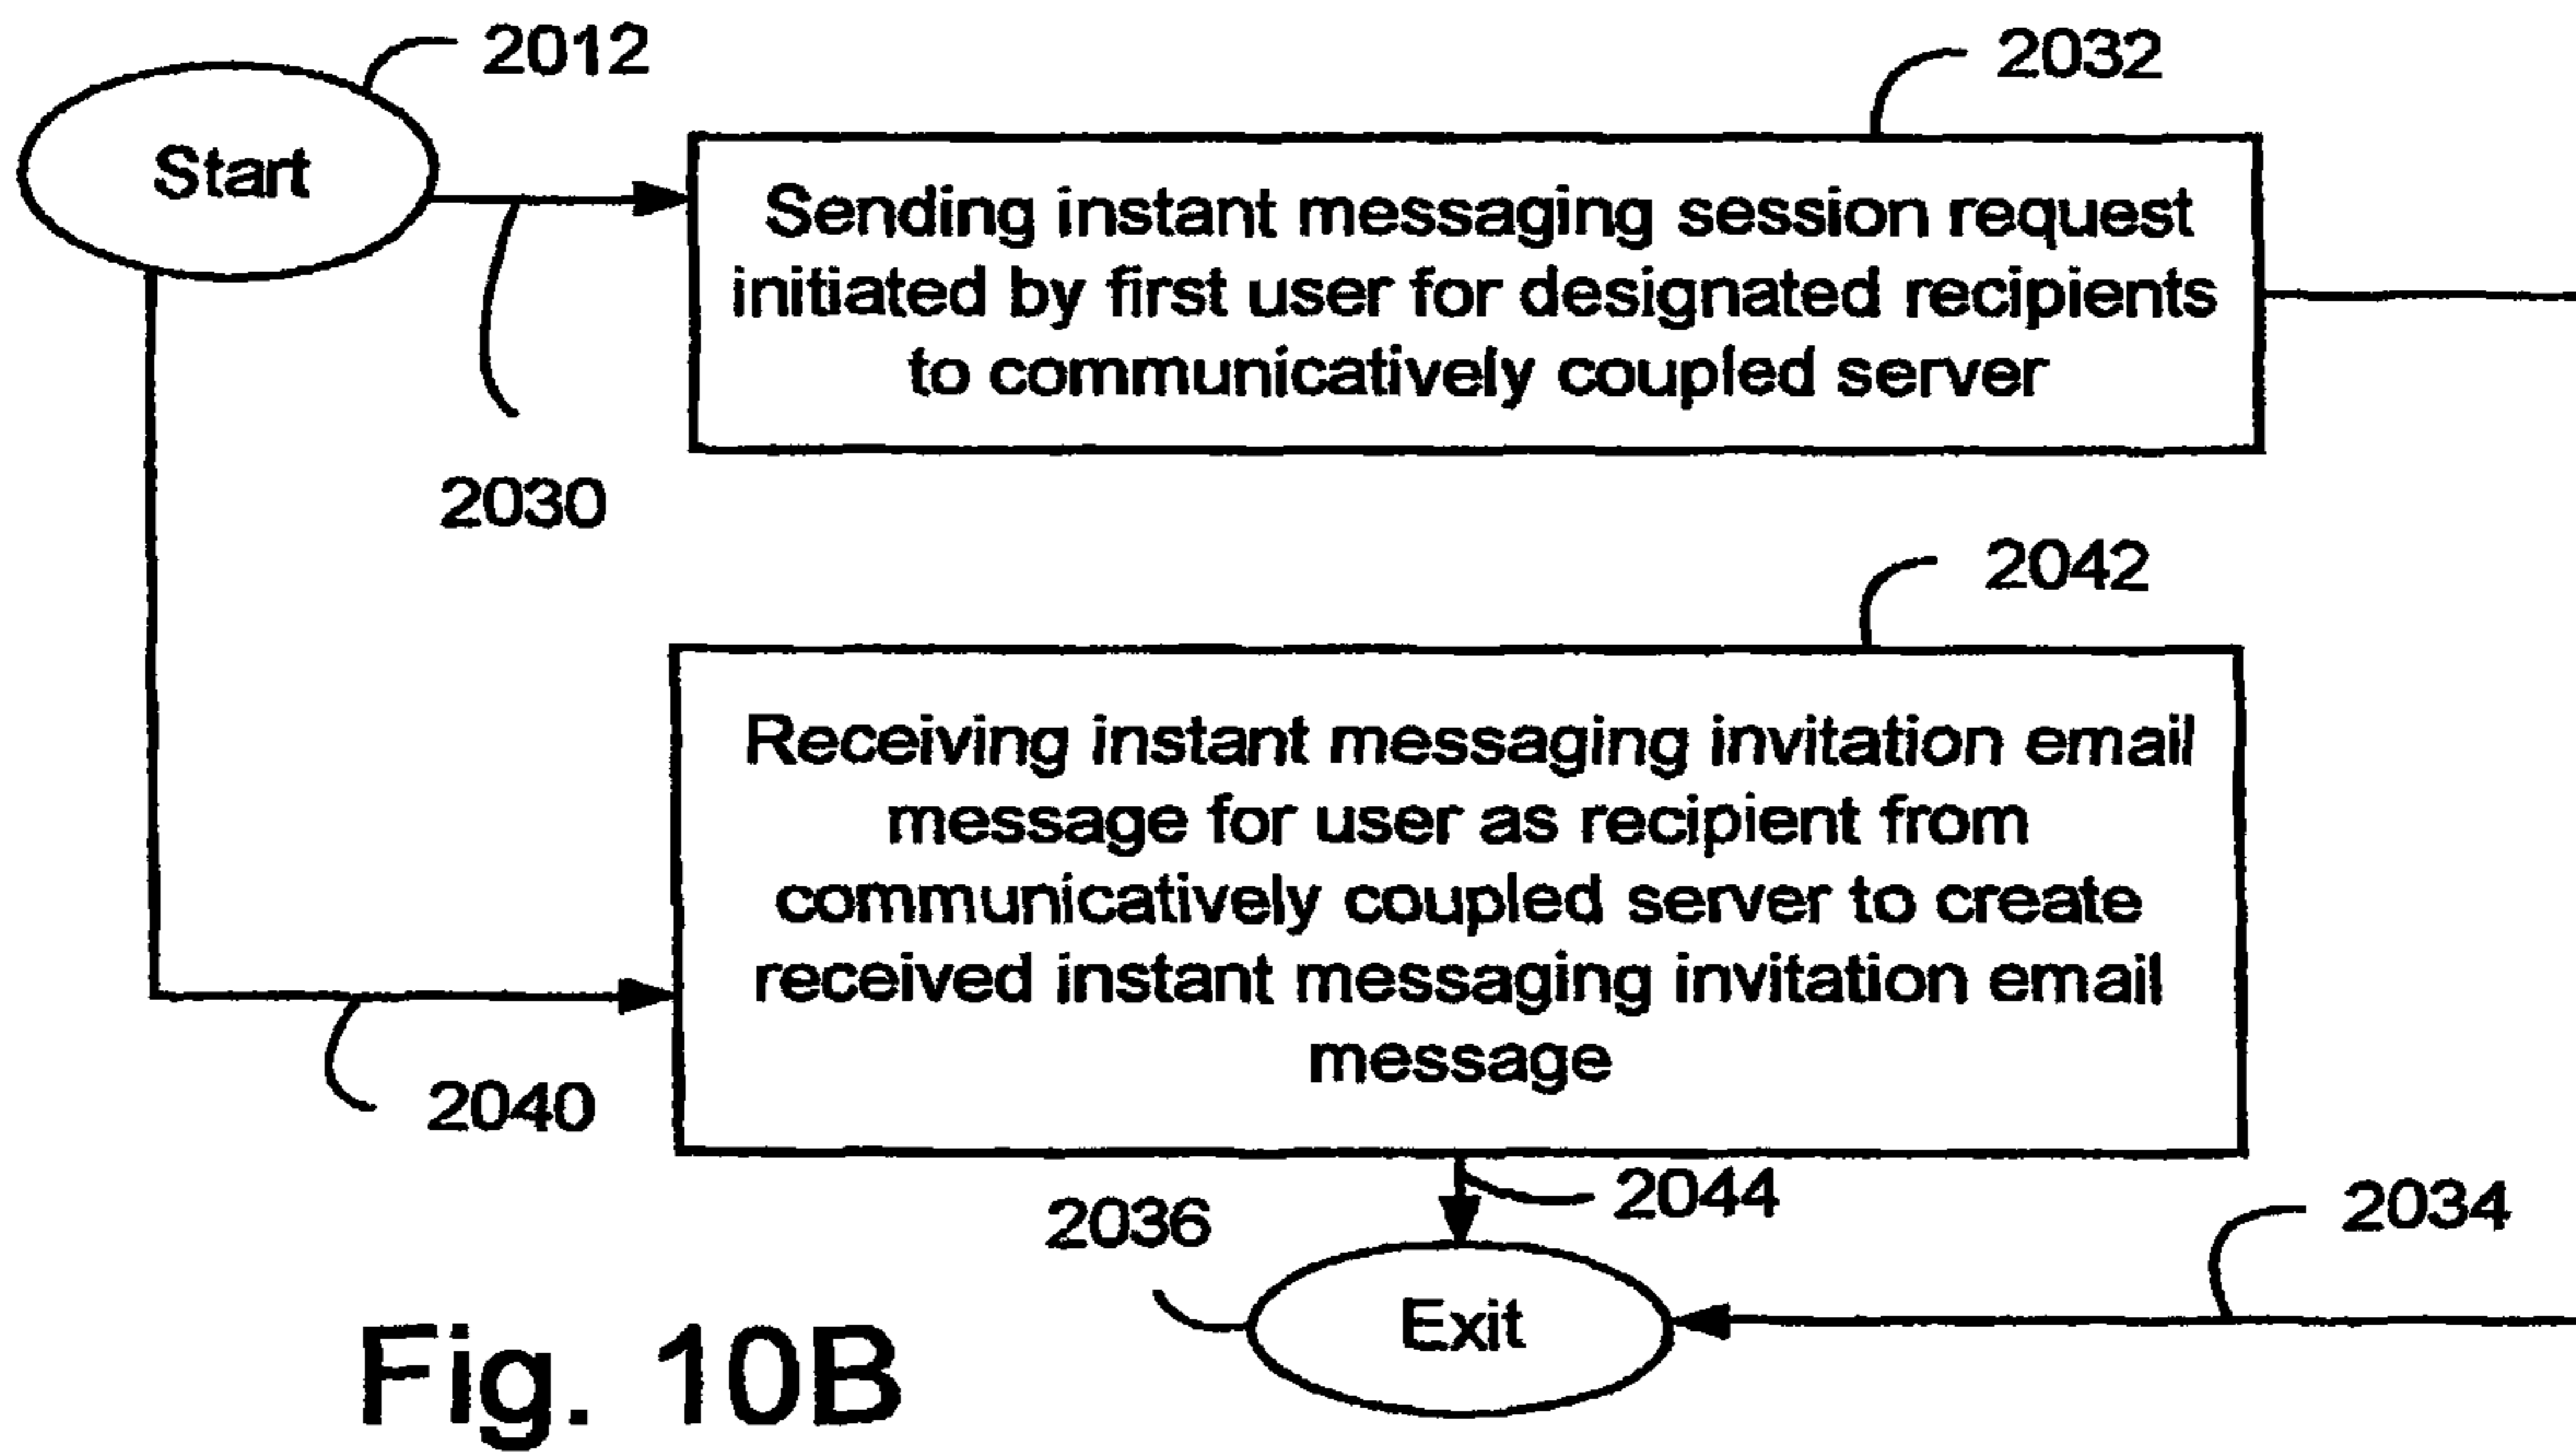 2012
Start
2032
Sending instant messaging session request
initiated by first user for designated recipients
to communicatively coupled server
2030
2042
Receiving instant messaging invitation email
message for user as recipient from
communicatively coupled server to create
received instant messaging invitation email
message
2040
2044
2036
2034
Exit
Fig. 10B